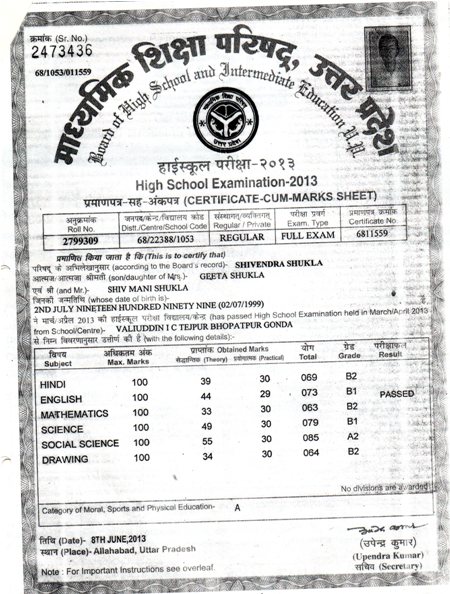 क्रमांक (Sr. No.)
2473436
68/1053/011559
माध्यमिक शिक्षा परिषद्, उत्तर प्रदेश
Board of High School and Intermediate Education U.P.
माध्यमिक शिक्षा परिषद्
उत्तर प्रदेश
हाईस्कूल परीक्षा-२०१३
High School Examination-2013
प्रमाणपत्र-सह-अंकपत्र (CERTIFICATE-CUM-MARKS SHEET)
अनुक्रमांक जनपद/केन्द्र/विद्यालय कोड संस्थागत/व्यक्तिगत परीक्षा प्रवर्ग प्रमाणपत्र क्रमांक
Roll No. Distt./Centre/School Code Regular / Private Exam. Type Certificate No.
2799309 68/22388/1053 REGULAR FULL EXAM 6811559
प्रमाणित किया जाता है कि (This is to certify that)
परिषद् के अभिलेखानुसार (according to the Board's record)- SHIVENDRA SHUKLA
आत्मज/आत्मजा श्रीमती (son/daughter of Mrs.)- GEETA SHUKLA
एवं श्री (and Mr.)- SHIV MANI SHUKLA
जिनकी जन्मतिथि (whose date of birth is)- है
2ND JULY NINETEEN HUNDRED NINETY NINE (02/07/1999)
ने मार्च/अप्रैल 2013 की हाईस्कूल परीक्षा विद्यालय/केन्द्र (has passed High School Examination held in March/April 2013
from School/Centre)- VALIUDDIN I C TEJPUR BHOPATPUR GONDA
से निम्न विवरणानुसार उत्तीर्ण की है (with the following details):-
विषय अधिकतम अंक प्राप्तांक Obtained Marks योग ग्रेड परीक्षाफल
Subject Max. Marks सैद्धान्तिक (Theory) प्रयोगात्मक (Practical) Total Grade Result
HINDI 100 39 30 069 B2
ENGLISH 100 44 29 073 B1 PASSED
MATHEMATICS 100 33 30 063 B2
SCIENCE 100 49 30 079 B1
SOCIAL SCIENCE 100 55 30 085 A2
DRAWING 100 34 30 064 B2
No divisions are awarded
Category of Moral, Sports and Physical Education- A
तिथि (Date)- 8TH JUNE,2013
(उपेन्द्र कुमार)
स्थान (Place)- Allahabad, Uttar Pradesh
(Upendra Kumar)
सचिव (Secretary)
Note : For Important Instructions see overleaf.